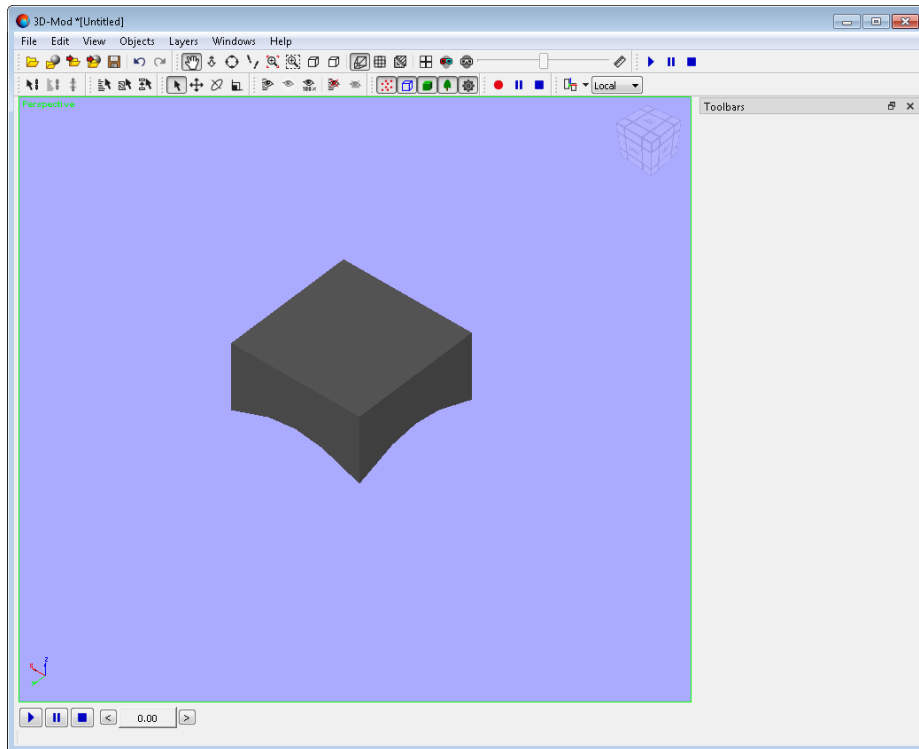 3D-Mod *[Untitled]
File Edit View Objects Layers Windows Help
Local
Perspective
Toolbars
z
< 0.00 >